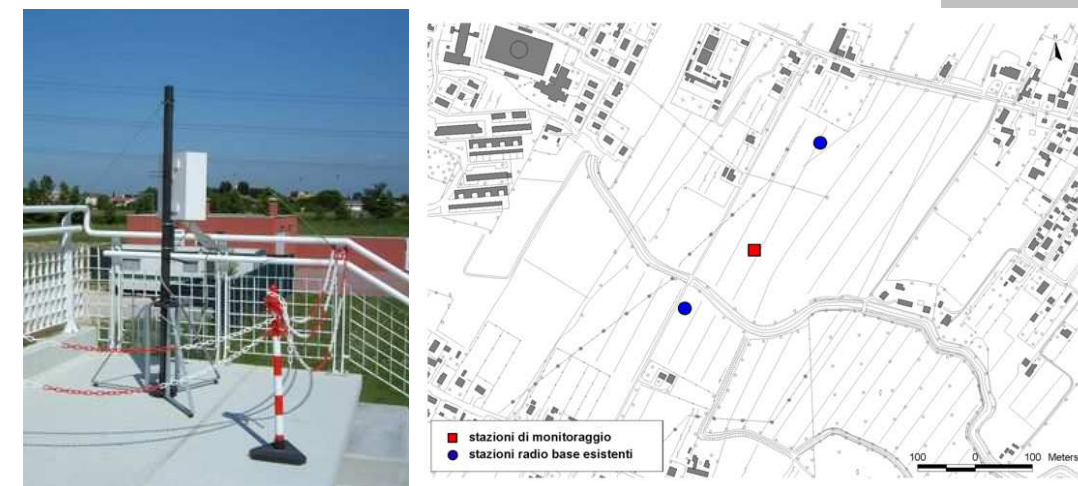 N
stazioni di monitoraggio
stazioni radio base esistenti
100 0 100 Meters